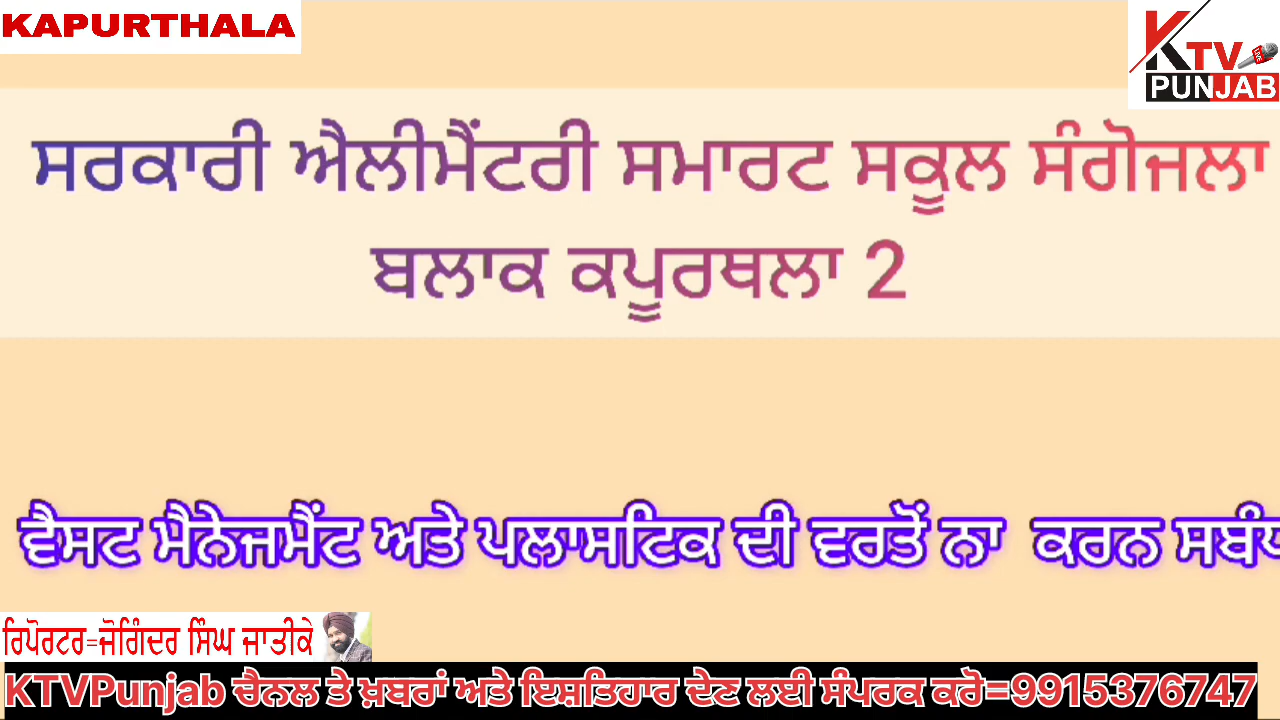 KAPURTHALA
KTV
LIVE
PUNJAB
ਸਰਕਾਰੀ ਐਲੀਮੈਂਟਰੀ ਸਮਾਰਟ ਸਕੂਲ ਸੰਗੋਜਲਾ
ਬਲਾਕ ਕਪੂਰਥਲਾ 2
ਵੈਸਟ ਮੈਨੇਜਮੈਂਟ ਅਤੇ ਪਲਾਸਟਿਕ ਦੀ ਵਰਤੋਂ ਨਾ ਕਰਨ
ਰਿਪੋਰਟਰ=ਜੋਗਿੰਦਰ ਸਿੰਘ ਜਾਤੀਕੇ
KTVPunjab ਚੈਨਲ ਤੇ ਖ਼ਬਰਾਂ ਅਤੇ ਇਸ਼ਤਿਹਾਰ ਦੇਣ ਲਈ ਸੰਪਰਕ ਕਰੋ=9915376747